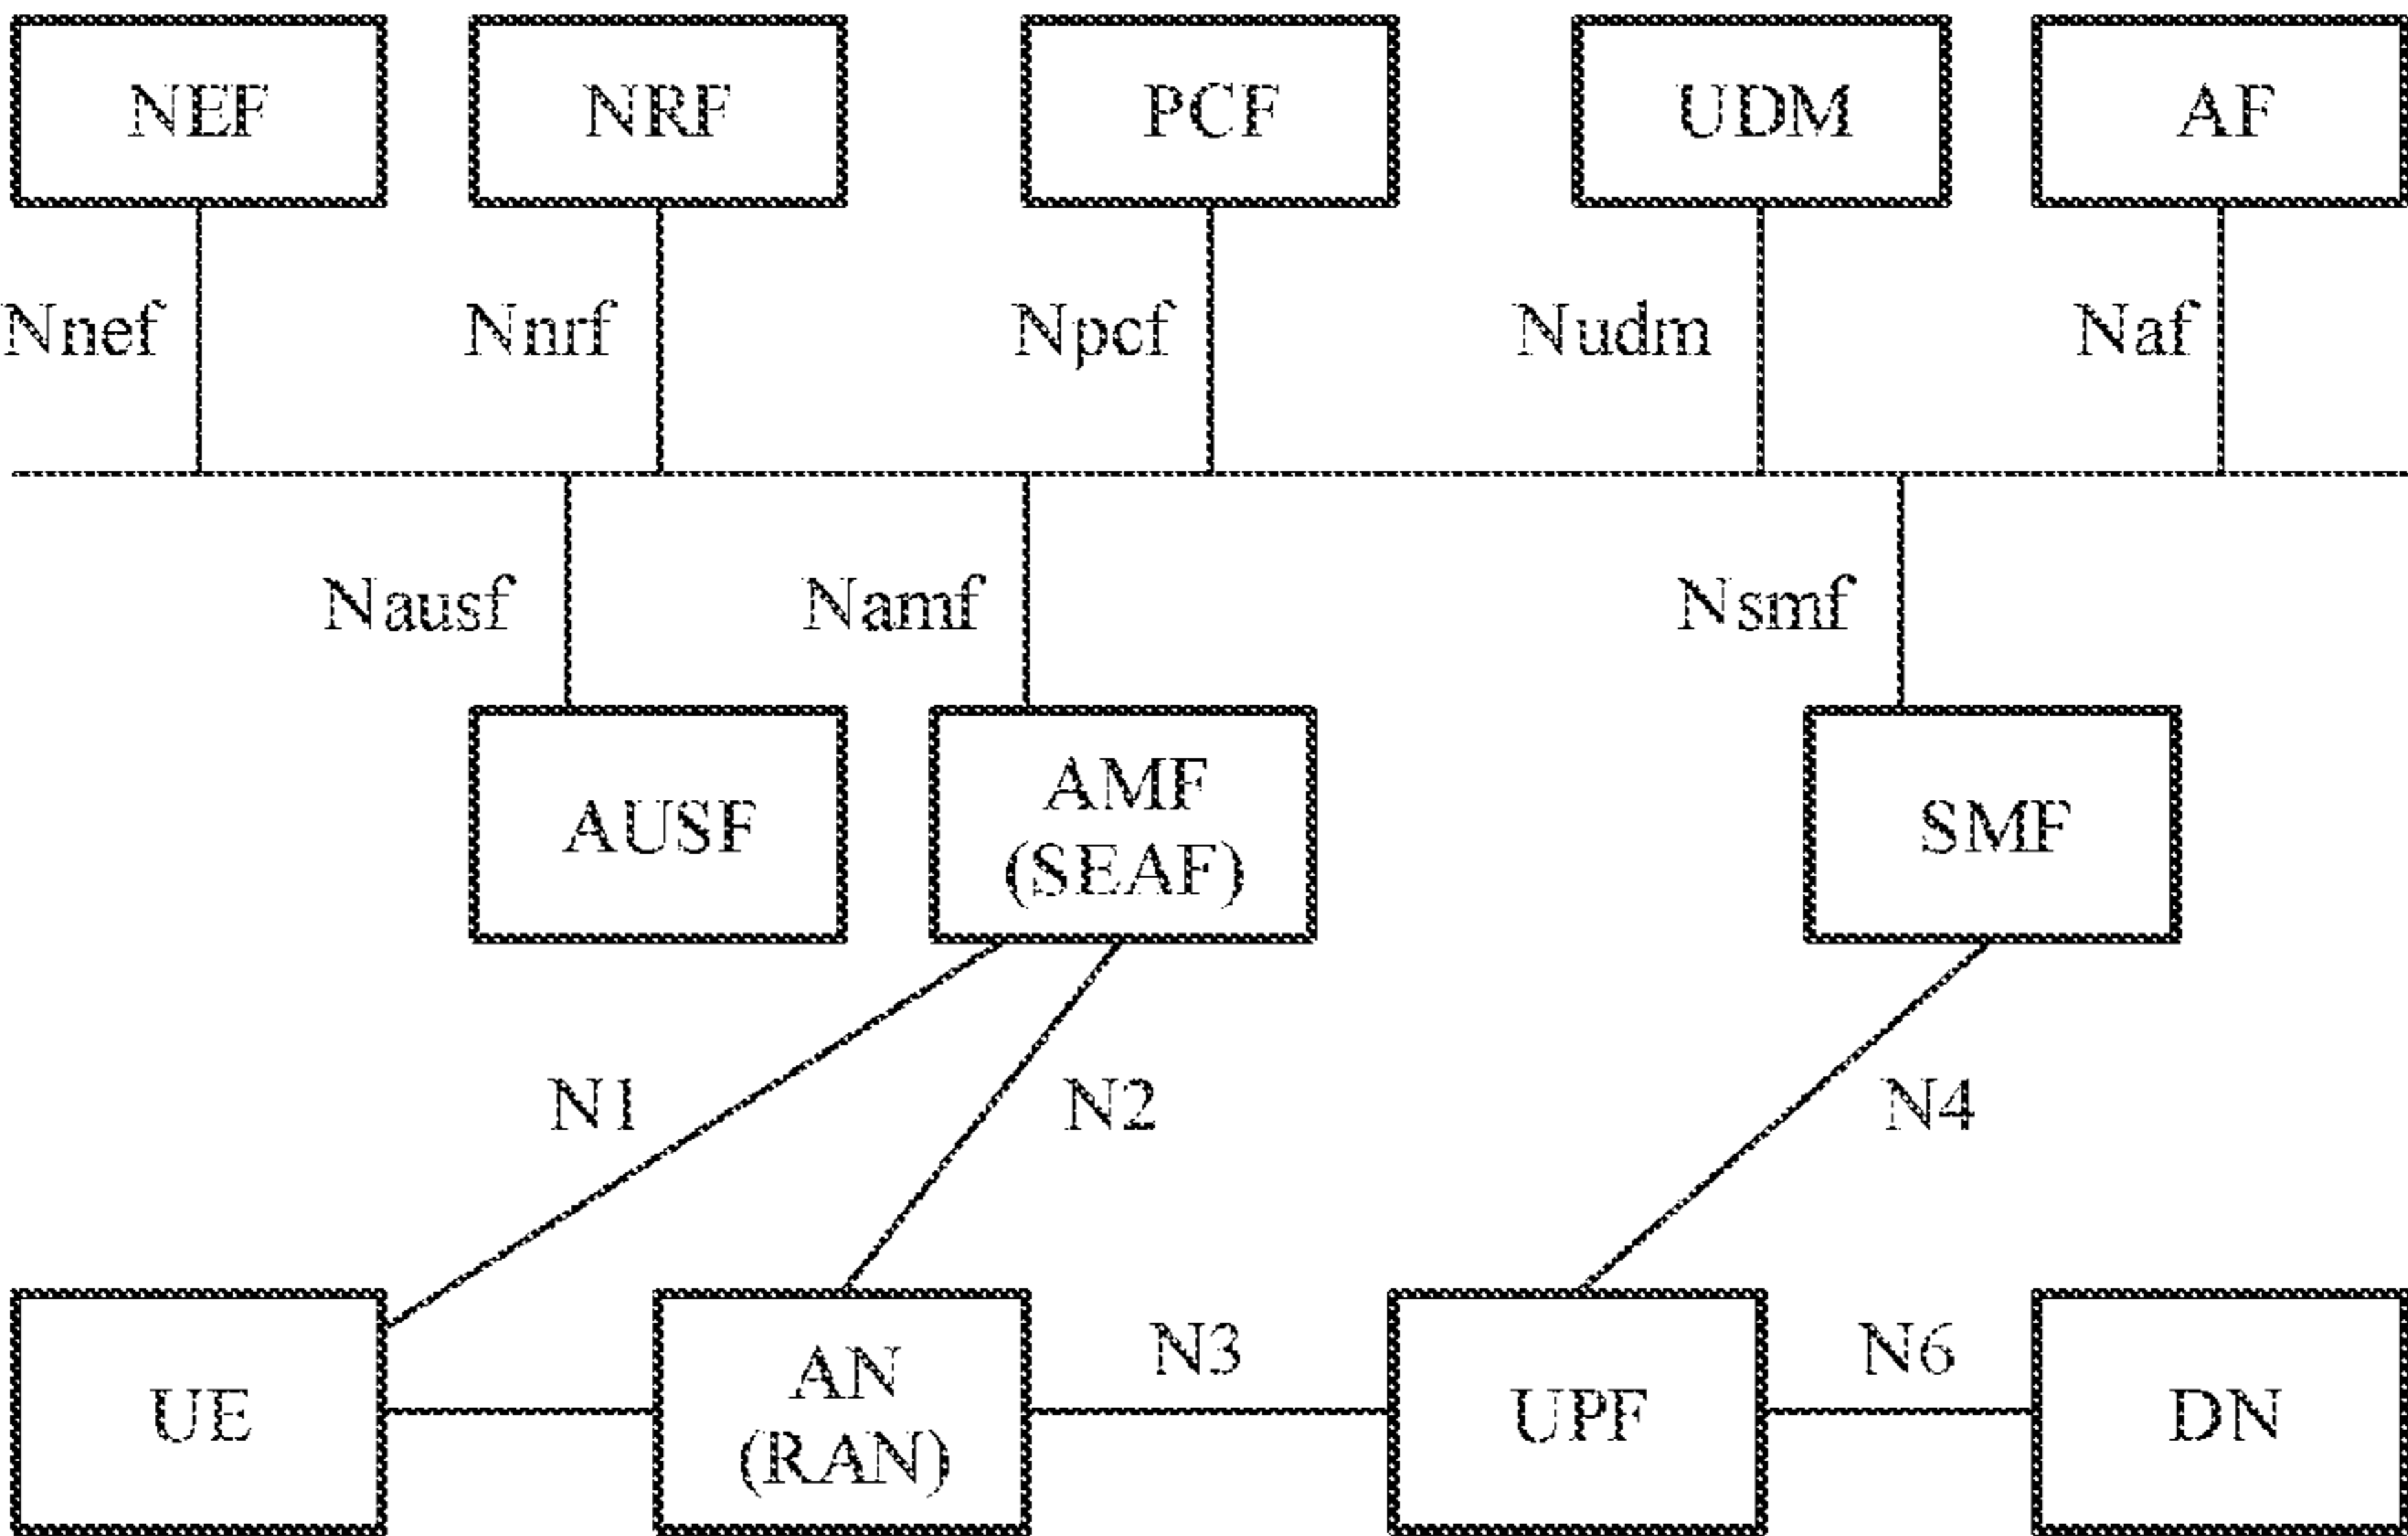 NEF
NRF
PCF
UDM
AF
Nnef
Nnrf
Npcf
Nudm
Naf
Nausf
Namf
Nsmf
AUSF
AMF
(SEAF)
SMF
N1
N2
N4
UE
AN
(RAN)
N3
UPF
N6
DN